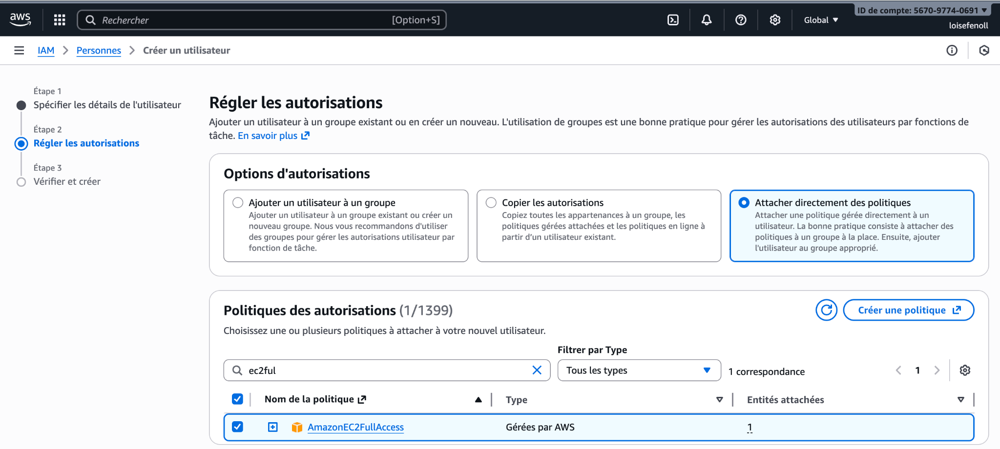 aws
Rechercher
[Option+S]
Global
ID de compte: 5670-9774-0691
loisefenoll
IAM
Personnes
Créer un utilisateur
Étape 1
Spécifier les détails de l'utilisateur
Étape 2
Régler les autorisations
Étape 3
Vérifier et créer
Régler les autorisations
Ajouter un utilisateur à un groupe existant ou en créer un nouveau. L'utilisation de groupes est une bonne pratique pour gérer les autorisations des utilisateurs par fonctions de
tâche. En savoir plus
Options d'autorisations
Ajouter un utilisateur à un groupe
Ajouter un utilisateur à un groupe existant ou créer un
nouveau groupe. Nous vous recommandons d'utiliser
des groupes pour gérer les autorisations utilisateur par
fonction de tâche.
Copier les autorisations
Copiez toutes les appartenances à un groupe, les
politiques gérées attachées et les politiques en ligne à
partir d’un utilisateur existant.
Attacher directement des politiques
Attacher une politique gérée directement à un
utilisateur. La bonne pratique consiste à attacher des
politiques à un groupe à la place. Ensuite, ajouter
l'utilisateur au groupe approprié.
Politiques des autorisations (1/1399)
Créer une politique
Choisissez une ou plusieurs politiques à attacher à votre nouvel utilisateur.
Filtrer par Type
ec2ful
Tous les types
1 correspondance
1
Nom de la politique
Type
Entités attachées
AmazonEC2FullAccess
Gérées par AWS
1